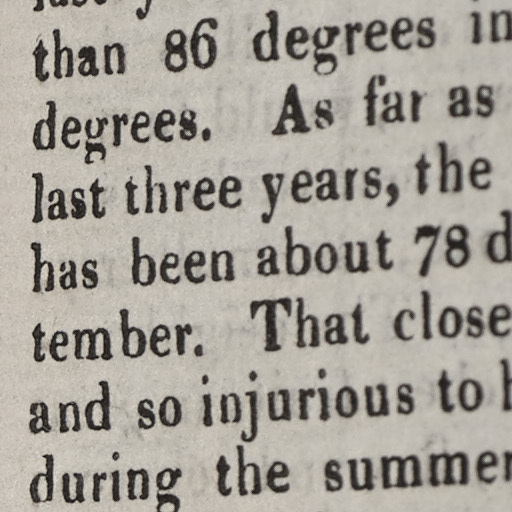 than 86 degrees in
degrees. As far as
last three years, the
has been about 78 d
tember. That close
and so injurious to
during the summer